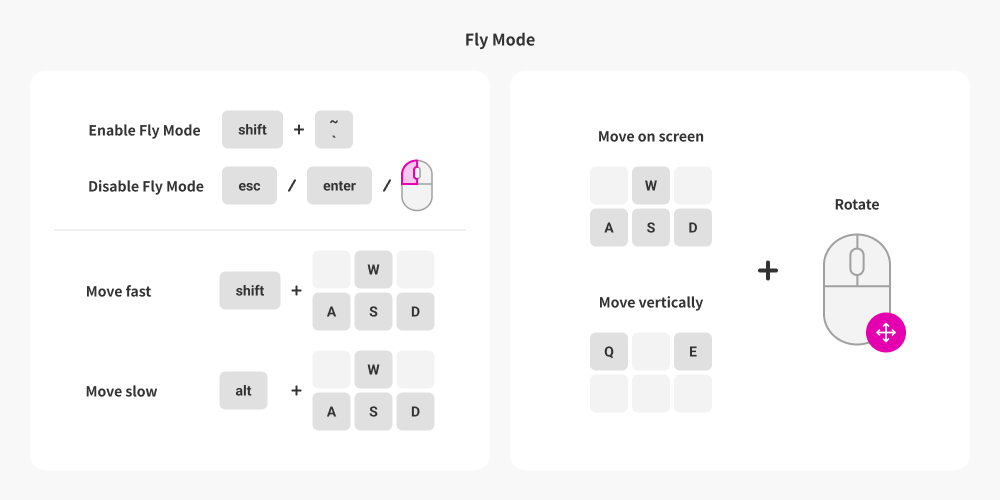 Fly Mode
Enable Fly Mode shift + ~ `
Disable Fly Mode esc / enter /
Move fast shift + W
A S D
Move slow alt + W
A S D
Move on screen
W
A S D
Move vertically
Q E
+
Rotate